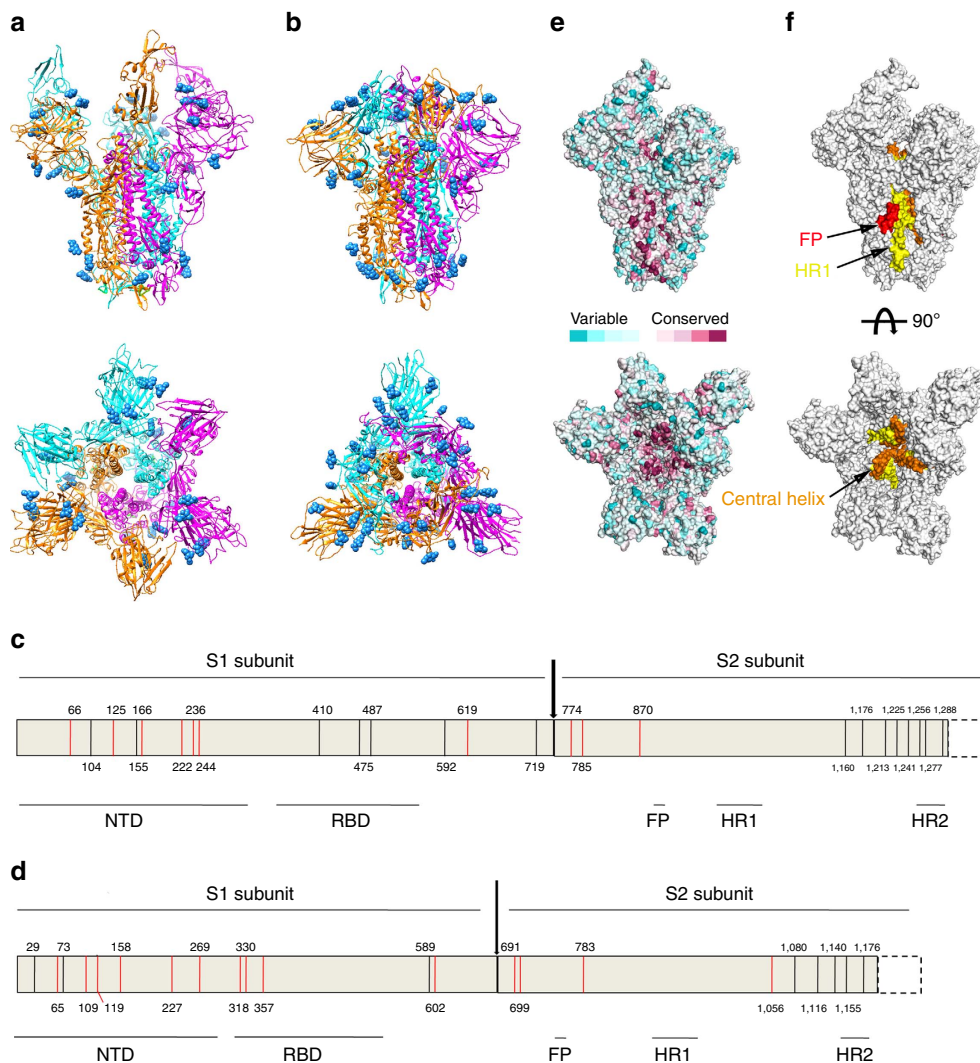 a
b
e
f
FP
HR1
Variable
Conserved
90°
Central helix
c
S1 subunit
S2 subunit
66 125 166 236 410 487 619 774 870 1,176 1,225 1,256 1,288
104 155 222 244 475 592 719 785 1,160 1,213 1,241 1,277
NTD RBD FP HR1 HR2
d
S1 subunit
S2 subunit
29 73 158 269 330 589 691 783 1,080 1,140 1,176
65 109 119 227 318 357 602 699 1,056 1,116 1,155
NTD RBD FP HR1 HR2